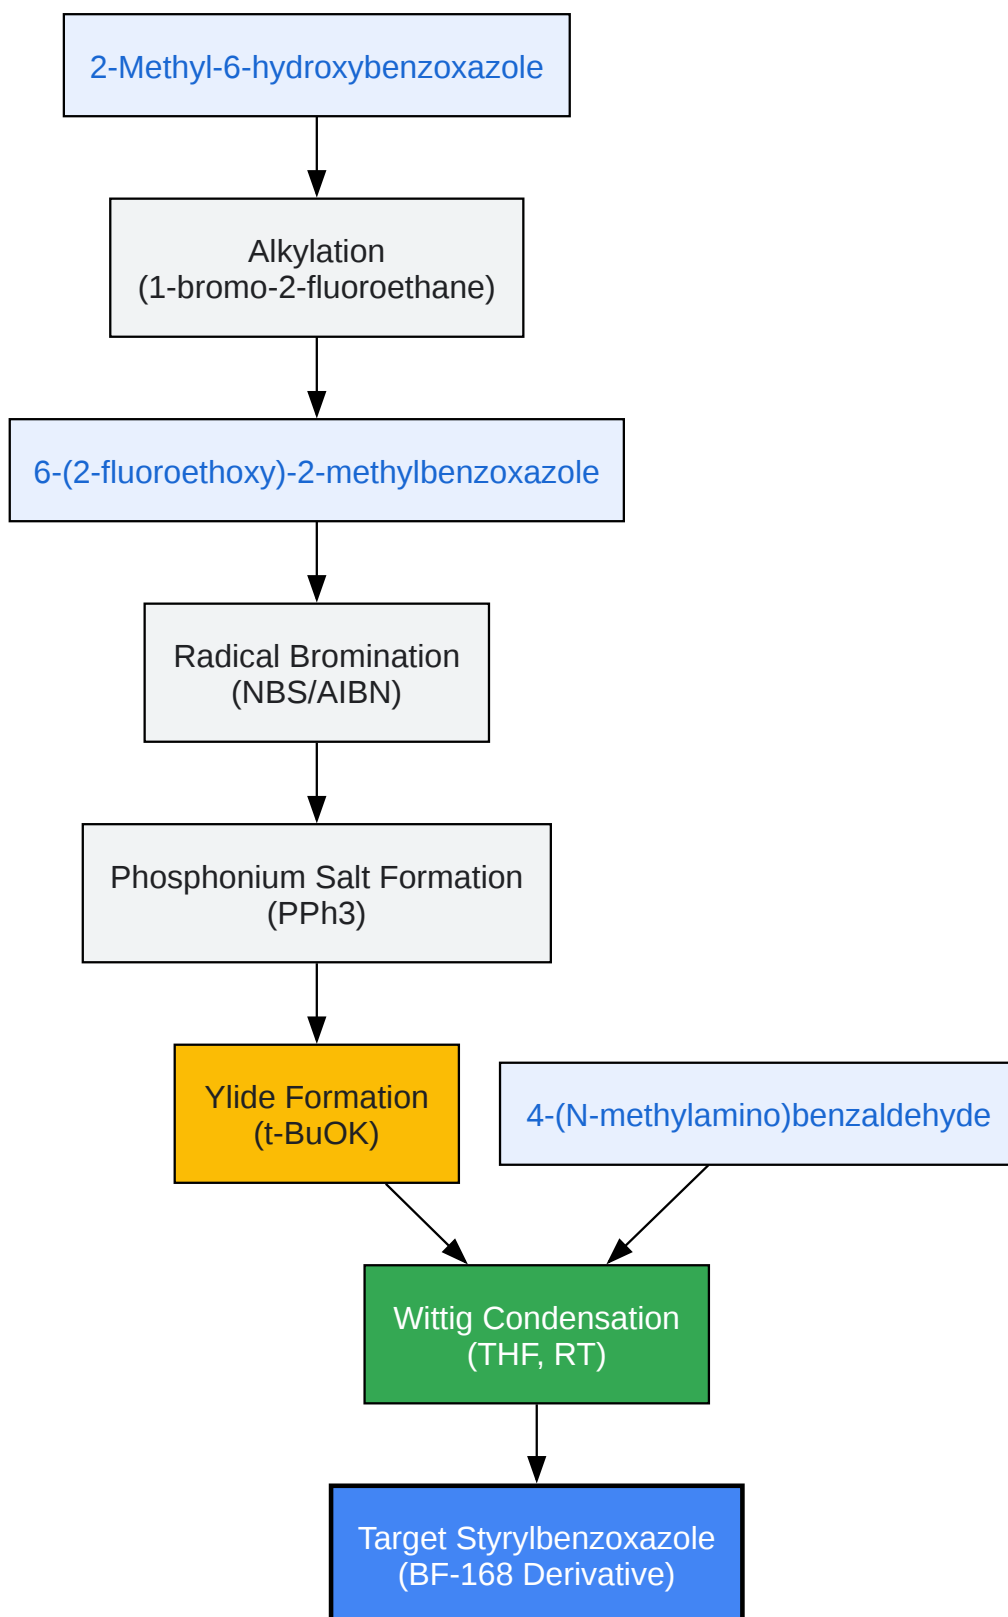 2-Methyl-6-hydroxybenzoxazole
Alkylation
(1-bromo-2-fluoroethane)
6-(2-fluoroethoxy)-2-methylbenzoxazole
Radical Bromination
(NBS/AIBN)
Phosphonium Salt Formation
(PPh3)
Ylide Formation
(t-BuOK)
4-(N-methylamino)benzaldehyde
Wittig Condensation
(THF, RT)
Target Styrylbenzoxazole
(BF-168 Derivative)